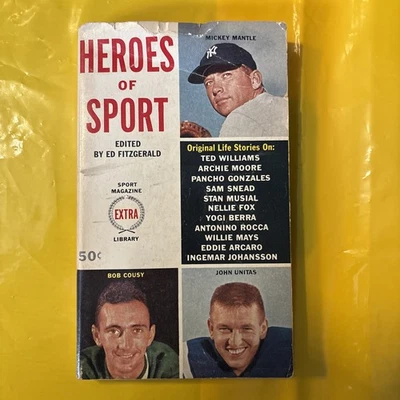 HEROES
OF
SPORT
EDITED
BY ED FITZGERALD
SPORT
MAGAZINE
EXTRA
LIBRARY
50¢
MICKEY MANTLE
NY
Original Life Stories On:
TED WILLIAMS
ARCHIE MOORE
PANCHO GONZALES
SAM SNEAD
STAN MUSIAL
NELLIE FOX
YOGI BERRA
ANTONINO ROCCA
WILLIE MAYS
EDDIE ARCARO
INGEMAR JOHANSSON
BOB COUSY
JOHN UNITAS